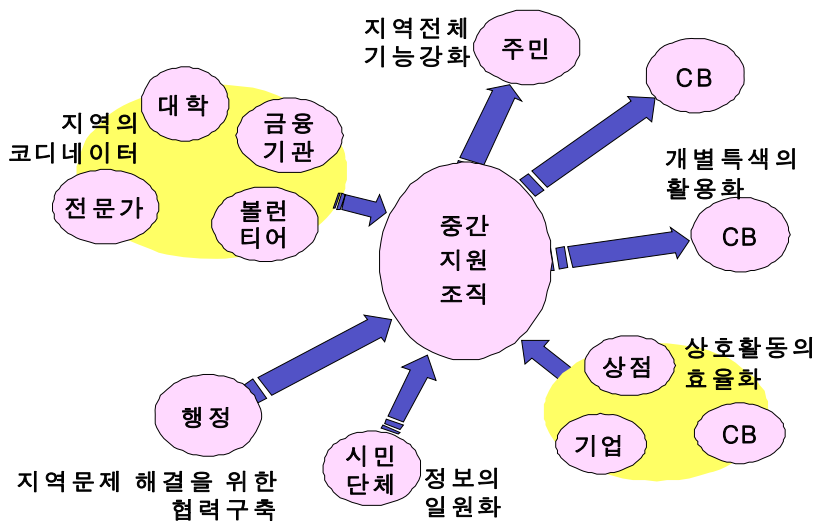 지역전체
기능강화
주민
CB
대학
지역의
코디네이터
금융
기관
전문가
볼런
티어
개별특색의
활용화
CB
중간
지원
조직
상호활동의
효율화
상점
기업
CB
행정
지역문제 해결을 위한
협력구축
시민
단체
정보의
일원화